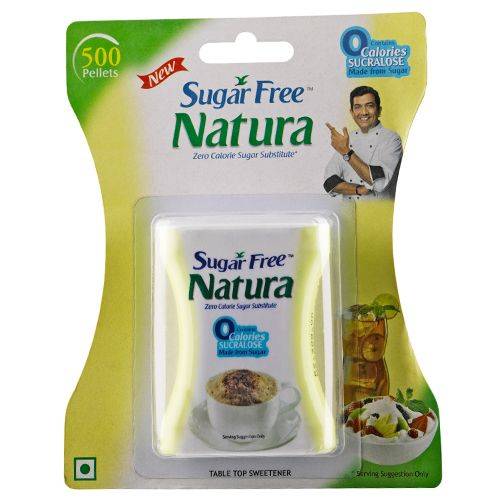 500
Pellets
New
0 Contains
Calories
SUCRALOSE
Made from Sugar
Sugar Free™
Natura
Zero Calorie Sugar Substitute*
Sugar Free™
Natura
Zero Calorie Sugar Substitute
0 Contains
Calories
SUCRALOSE
Made from Sugar
Serving Suggestion Only
TABLE TOP SWEETENER
* Serving Suggestion Only